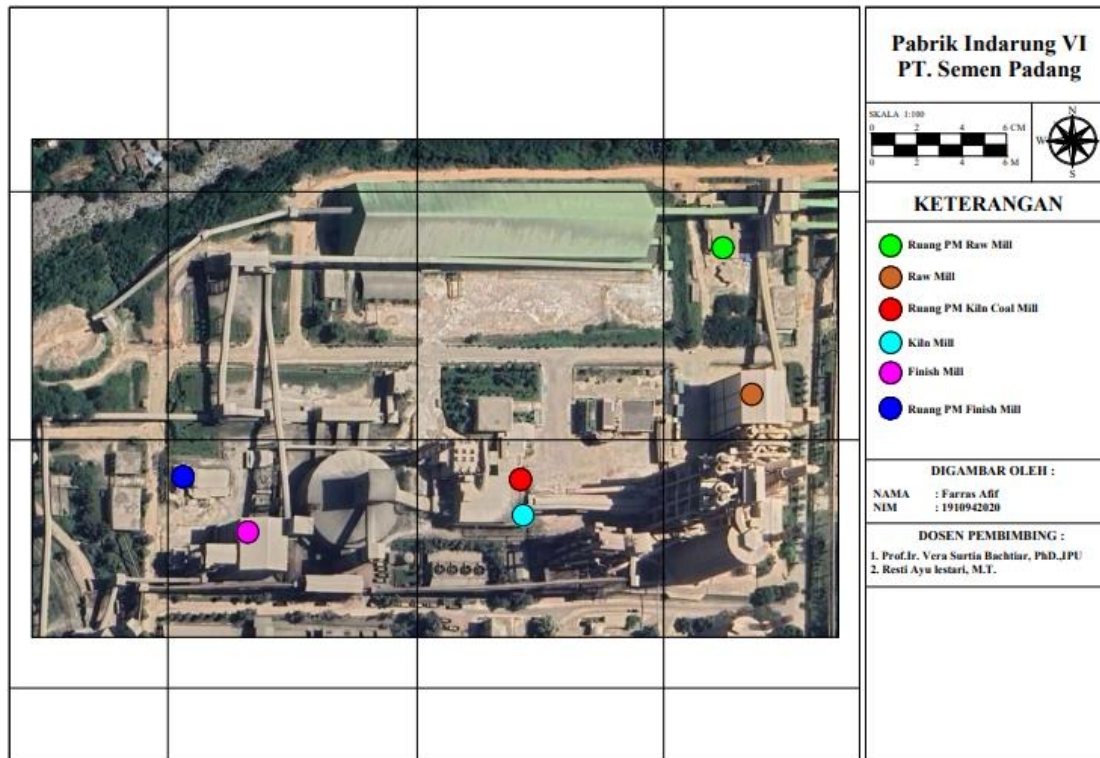 Pabrik Indarung VI
PT. Semen Padang
SKALA 1:100
0 2 4 6 CM
0 2 4 6 M
N
W
S
KETERANGAN
Ruang PM Raw Mill
Raw Mill
Ruang PM Kiln Coal Mill
Kiln Mill
Finish Mill
Ruang PM Finish Mill
DIGAMBAR OLEH :
NAMA : Farras Afif
NIM : 1910942020
DOSEN PEMBIMBING :
1. Prof.Ir. Vera Surtia Bachtiar, PhD.,IPU
2. Resti Ayu lestari, M.T.